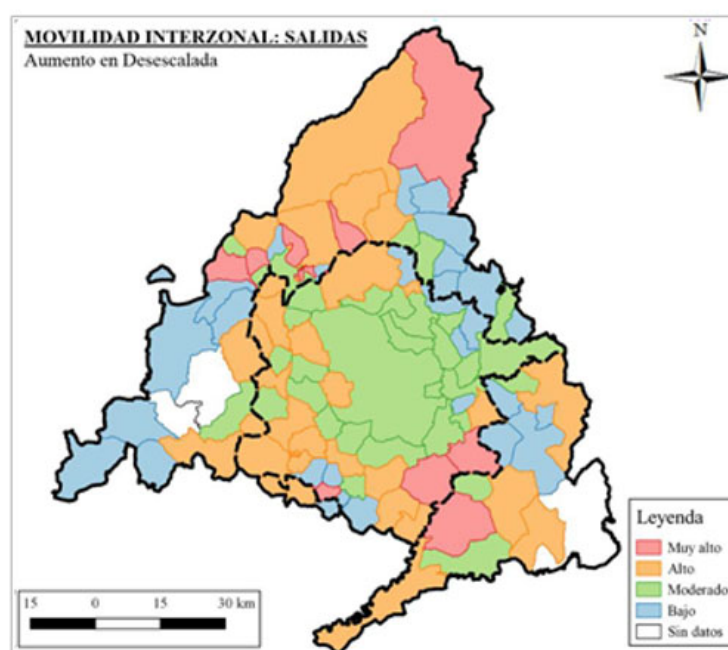 MOVILIDAD INTERZONAL: SALIDAS
Aumento en Desescalada
N
Leyenda
Muy alto
Alto
Moderado
Bajo
Sin datos
15 0 15 30 km